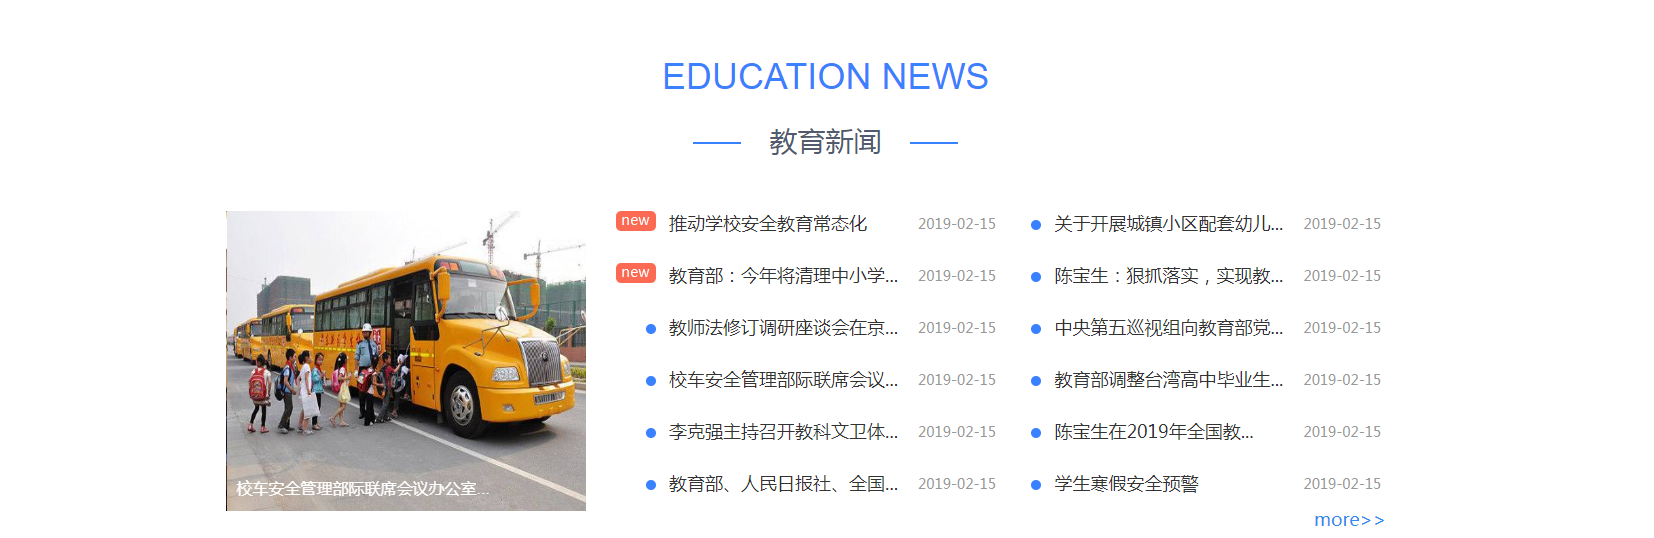 EDUCATION NEWS
教育新闻
校车安全管理部际联席会议办公室...
new 推动学校安全教育常态化 2019-02-15
new 教育部：今年将清理中小学... 2019-02-15
教师法修订调研座谈会在京... 2019-02-15
校车安全管理部际联席会议... 2019-02-15
李克强主持召开教科文卫体... 2019-02-15
教育部、人民日报社、全国... 2019-02-15
关于开展城镇小区配套幼儿... 2019-02-15
陈宝生：狠抓落实，实现教... 2019-02-15
中央第五巡视组向教育部党... 2019-02-15
教育部调整台湾高中毕业生... 2019-02-15
陈宝生在2019年全国教... 2019-02-15
学生寒假安全预警 2019-02-15
more>>